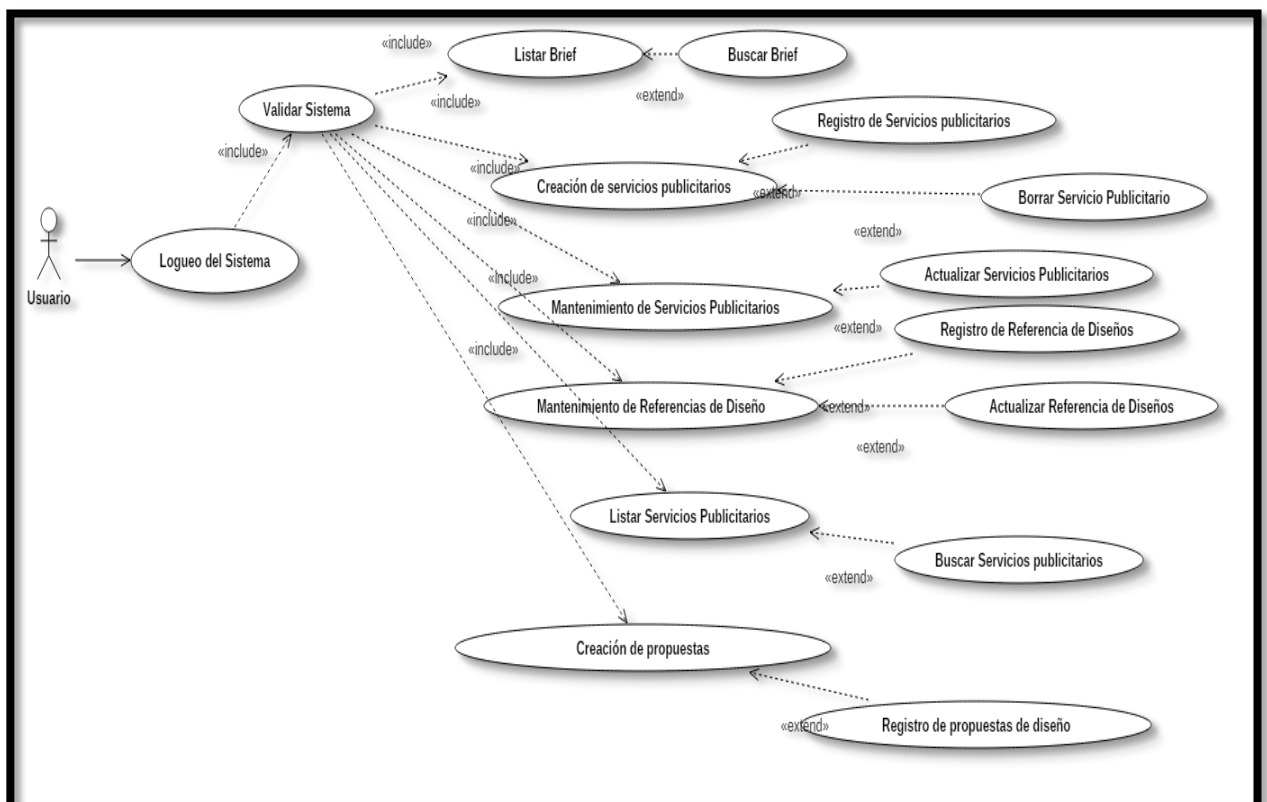 «include»
Listar Brief
Buscar Brief
«extend»
«include»
Validar Sistema
Registro de Servicios publicitarios
«include»
«include»
Creación de servicios publicitarios
«extend»
Borrar Servicio Publicitario
«include»
«extend»
Usuario
Logueo del Sistema
Actualizar Servicios Publicitarios
«include»
Mantenimiento de Servicios Publicitarios
«extend»
Registro de Referencia de Diseños
«include»
Mantenimiento de Referencias de Diseño
«extend»
Actualizar Referencia de Diseños
«extend»
Listar Servicios Publicitarios
Buscar Servicios publicitarios
«extend»
Creación de propuestas
«extend»
Registro de propuestas de diseño